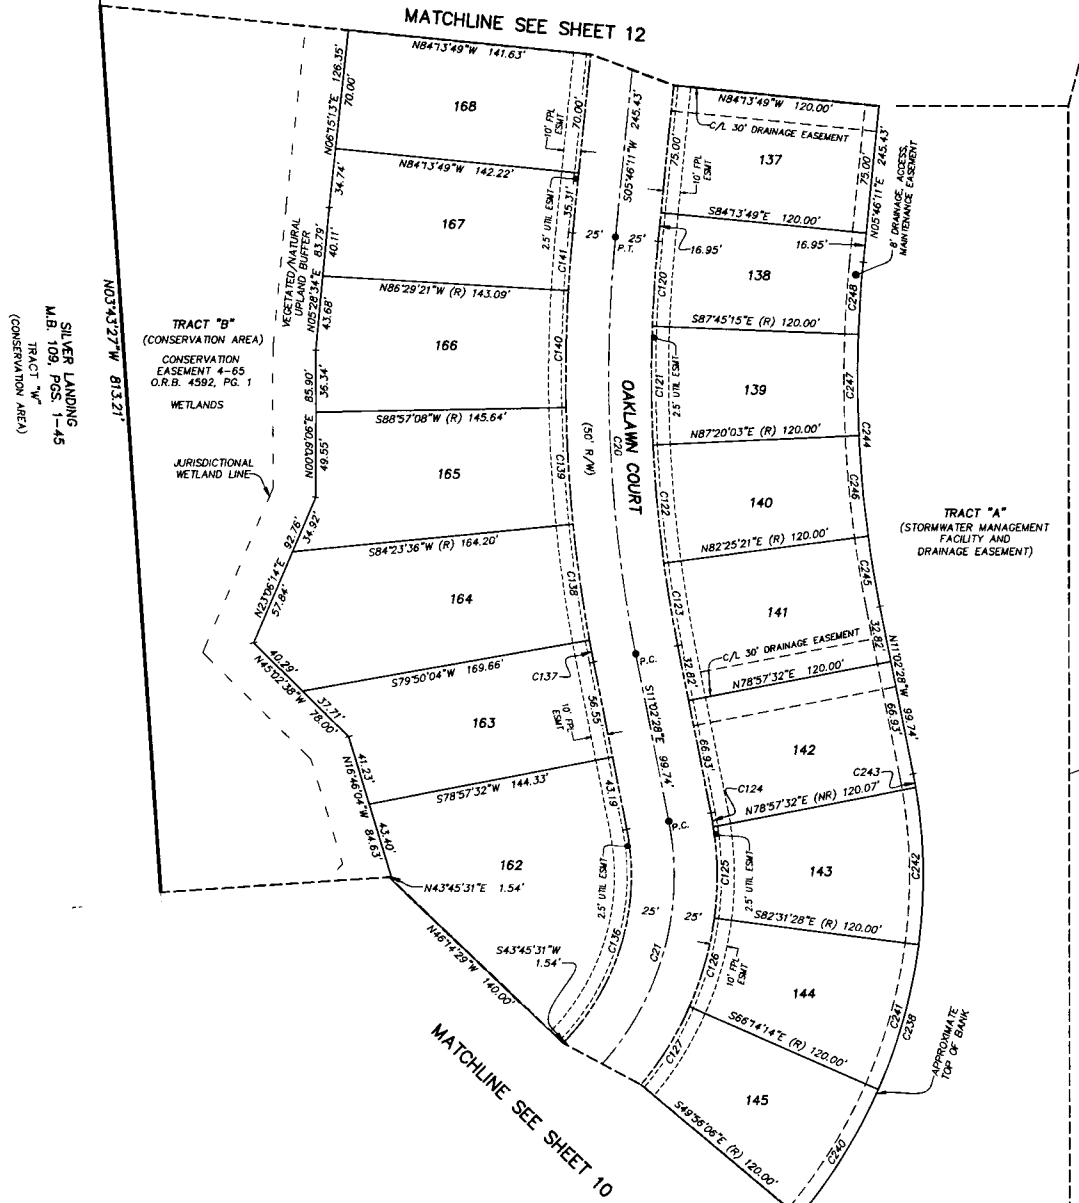 MATCHLINE SEE SHEET 12
N84°13'49"W 141.63'
168
N06°15'13"E 126.35'
70.00'
10' FPL
ESMT
70.00'
S05°46'11"W 245.43'
N84°13'49"W 120.00'
C/L 30' DRAINAGE EASEMENT
75.00'
10' FPL
ESMT
137
75.00'
N05°46'11"E 245.43'
8' DRAINAGE, ACCESS,
MAINTENANCE EASEMENT
N84°13'49"W 142.22'
34.74'
2.5' UTIL ESMT
35.31'
167
25'
25'
P.T.
S84°13'49"E 120.00'
16.95'
16.95'
138
C120
C248
VEGETATED/NATURAL
UPLAND BUFFER
N05°28'34"E 83.79'
40.11'
43.68'
C141
N86°29'21"W (R) 143.09'
S87°45'15"E (R) 120.00'
N03°43'27"W 813.21'
SILVER LANDING
M.B. 109, PGS. 1-45
TRACT "W"
(CONSERVATION AREA)
TRACT "B"
(CONSERVATION AREA)
CONSERVATION
EASEMENT 4-65
O.R.B. 4592, PG. 1
WETLANDS
166
C140
N00°09'06"E 85.90'
36.34'
49.55'
S88°57'08"W (R) 145.64'
OAKLAWN COURT
C20
(50' R/W)
C121
2.5' UTIL ESMT
139
C247
C244
N87°20'03"E (R) 120.00'
JURISDICTIONAL
WETLAND LINE
165
C139
C122
140
C246
TRACT "A"
(STORMWATER MANAGEMENT
FACILITY AND
DRAINAGE EASEMENT)
N82°25'21"E (R) 120.00'
S84°23'36"W (R) 164.20'
34.92'
N23°06'14"E 92.76'
57.84'
164
C138
C123
141
C245
C/L 30' DRAINAGE EASEMENT
32.82'
32.82'
N11°02'28"W 99.74'
N78°57'32"E 120.00'
P.C.
S79°50'04"W 169.66'
C137
40.29'
N45°02'38"W 78.00'
37.71'
163
10' FPL
ESMT
56.55'
S11°02'28"E 99.74'
66.93'
66.93'
142
C243
C124
N78°57'32"E (NR) 120.07'
41.23'
N16°46'04"W 84.63'
43.40'
S78°57'32"W 144.33'
43.19'
P.C.
162
2.5' UTIL ESMT
N43°45'31"E 1.54'
C125
2.5' UTIL ESMT
143
C242
S82°31'28"E (R) 120.00'
25'
25'
C136
C21
C126
10' FPL
ESMT
144
N46°14'29"W 140.00'
S43°45'31"W
1.54'
S66°14'14"E (R) 120.00'
C241
C238
APPROXIMATE
TOP OF BANK
C127
145
S49°56'06"E (R) 120.00'
C240
MATCHLINE SEE SHEET 10